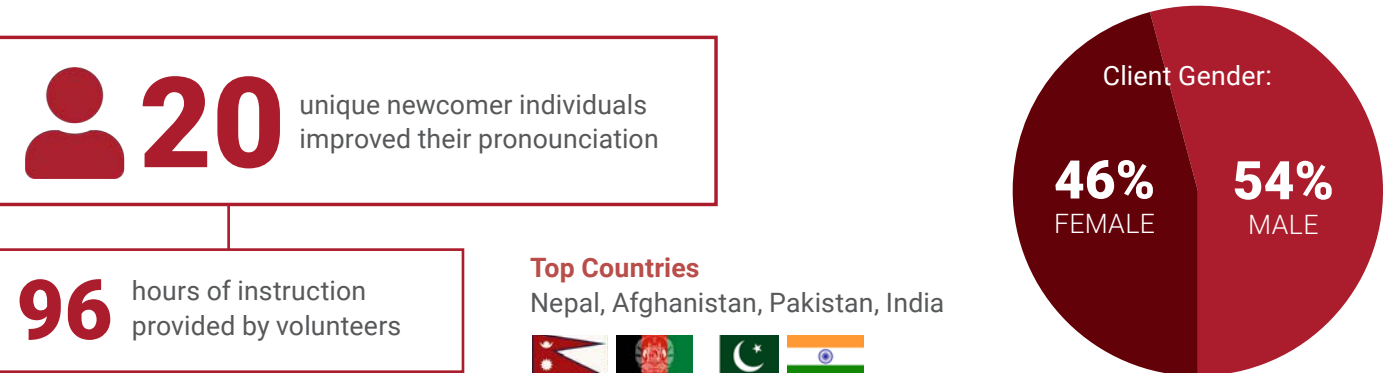 20
unique newcomer individuals
improved their pronounciation
96
hours of instruction
provided by volunteers
Top Countries
Nepal, Afghanistan, Pakistan, India
Client Gender:
46%
FEMALE
54%
MALE